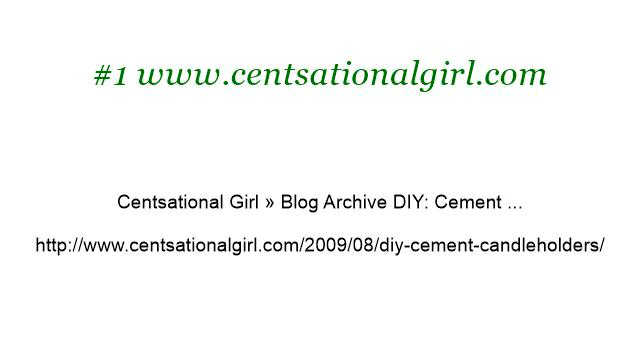 #1 www.centsationalgirl.com
Centsational Girl » Blog Archive DIY: Cement ...
http://www.centsationalgirl.com/2009/08/diy-cement-candleholders/